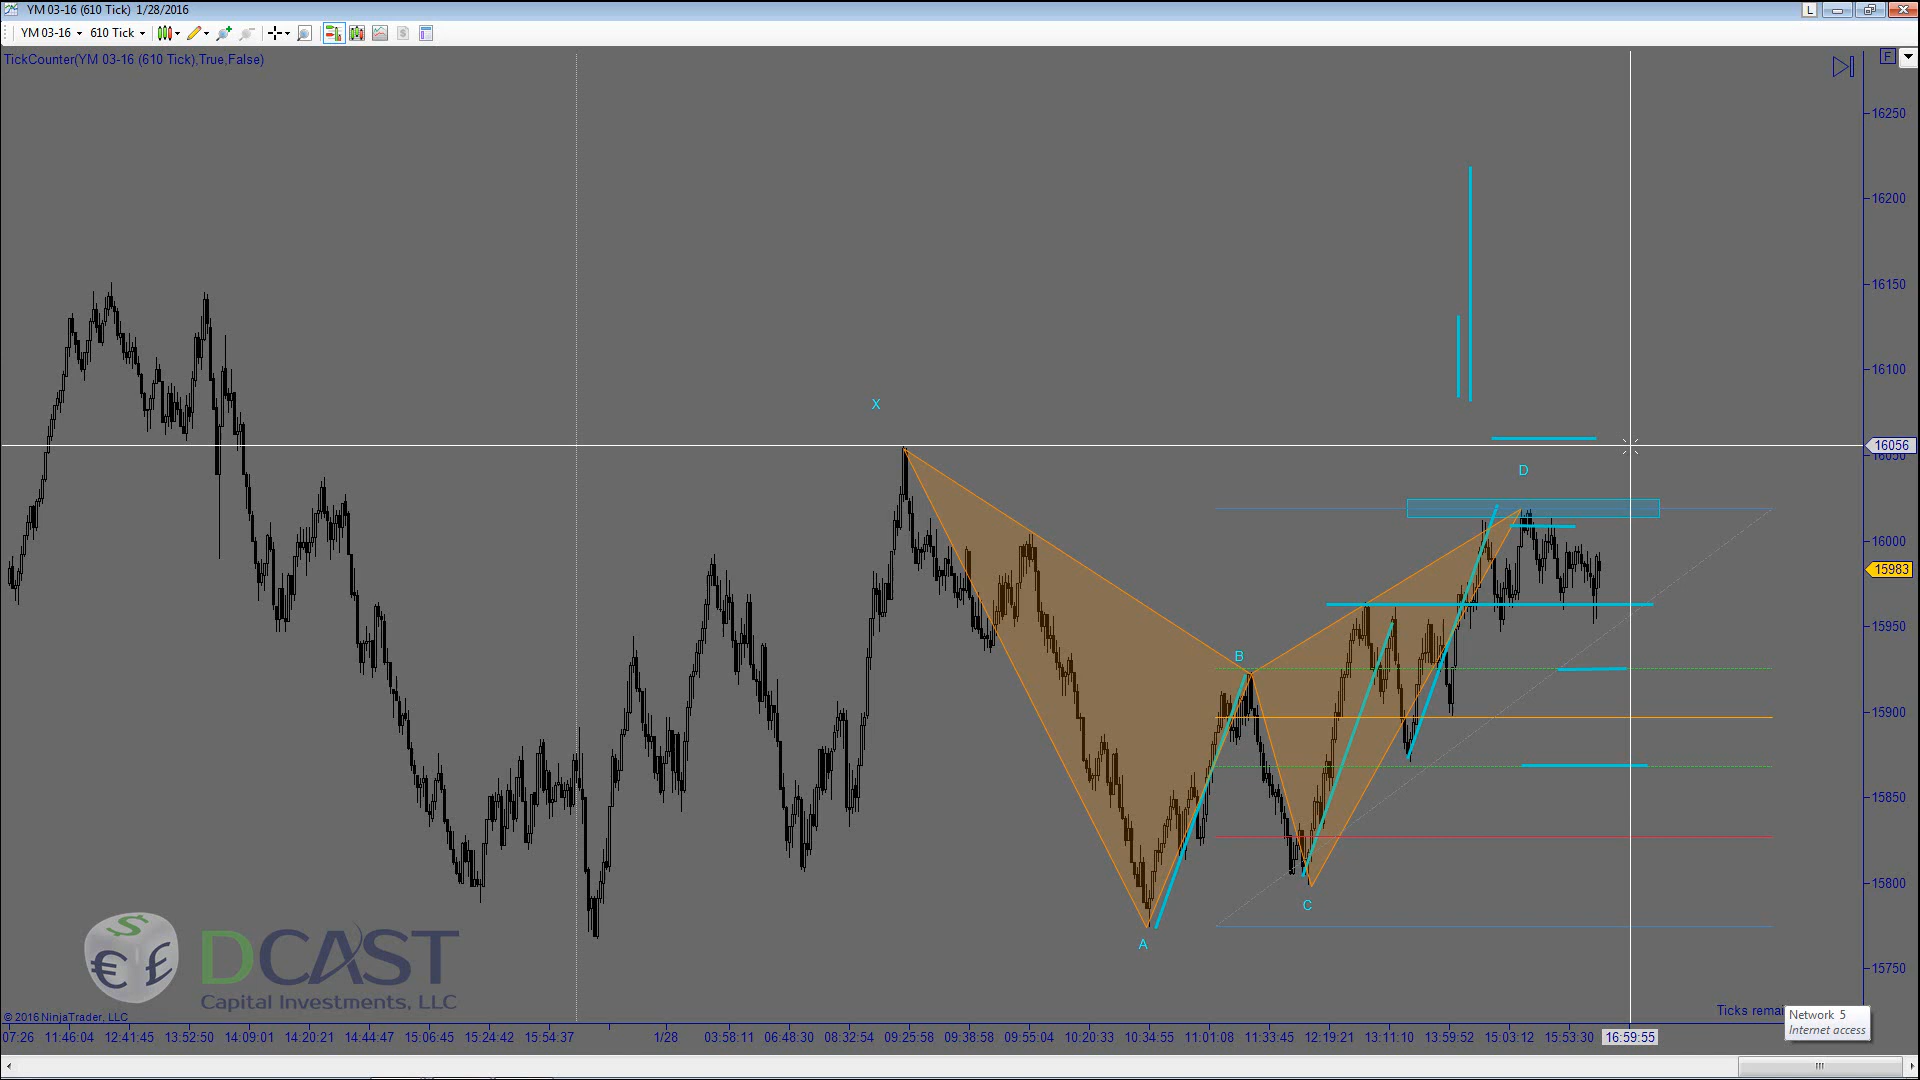 YM 03-16 (610 Tick)  1/28/2016
L
YM 03-16 610 Tick
TickCounter(YM 03-16 (610 Tick),True,False)
F
16250
16200
16150
16100
X
16056
D
16000
15983
15950
B
15900
15850
15800
C
A
DCAST
Capital Investments, LLC
15750
© 2016 NinjaTrader, LLC
Ticks remai
Network 5
Internet access
07:26 11:46:04 12:41:45 13:52:50 14:09:01 14:20:21 14:44:47 15:06:45 15:24:42 15:54:37 1/28 03:58:11 06:48:30 08:32:54 09:25:58 09:38:58 09:55:04 10:20:33 10:34:55 11:01:08 11:33:45 12:19:21 13:11:10 13:59:52 15:03:12 15:53:30 16:59:55